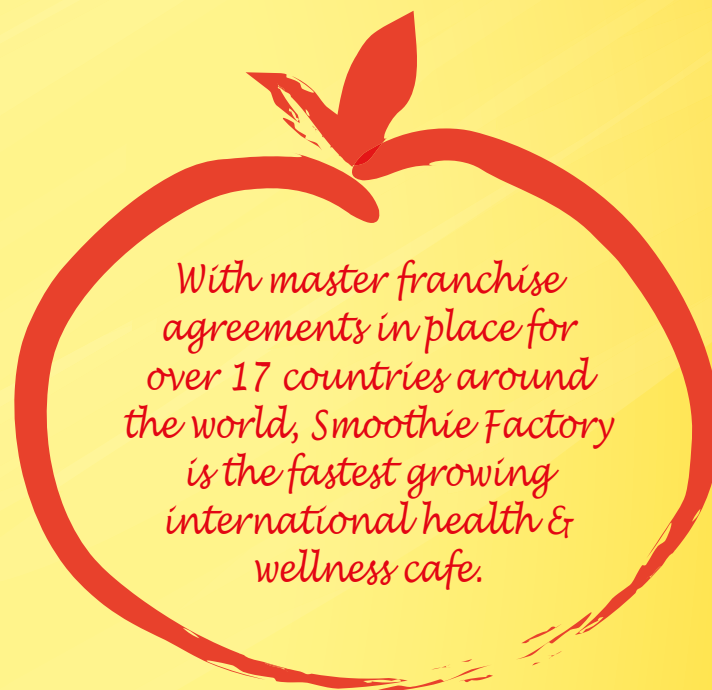 With master franchise
agreements in place for
over 17 countries around
the world, Smoothie Factory
is the fastest growing
international health &
wellness cafe.